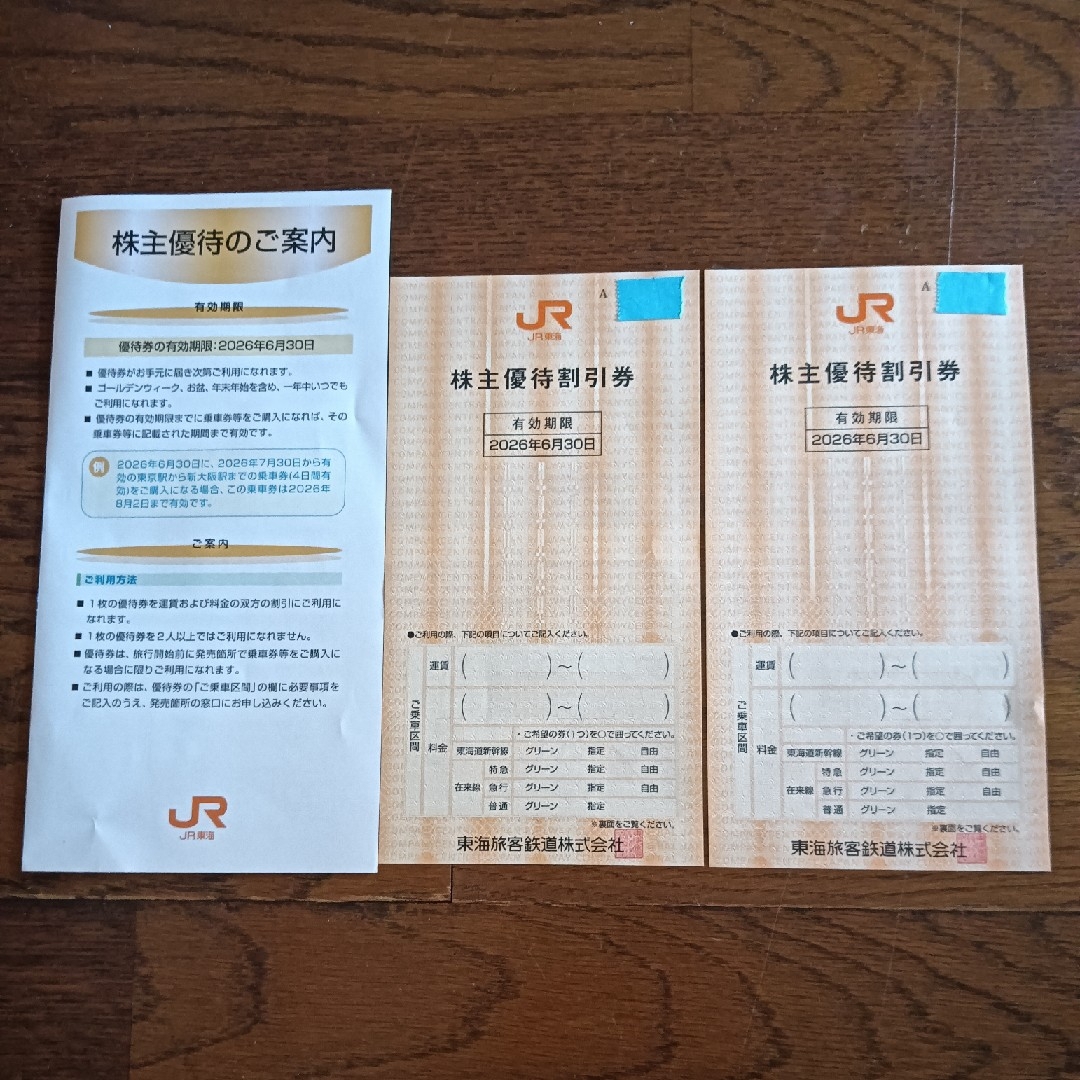 株主優待のご案内
有効期限
優待券の有効期限:2026年6月30日
■ 優待券がお手元に届き次第ご利用になれます。
■ ゴールデンウィーク、お盆、年末年始を含め、一年中いつでも
ご利用になれます。
■ 優待券の有効期限までに乗車券等をご購入になれば、その
乗車券等に記載された期間まで有効です。
例
2026年6月30日に、2026年7月30日から有
効の東京駅から新大阪駅までの乗車券(4日間有
効)をご購入になる場合、この乗車券は2026年
8月2日まで有効です。
ご案内
ご利用方法
■ 1枚の優待券を運賃および料金の双方の割引にご利用に
なれます。
■ 1枚の優待券を2人以上ではご利用になれません。
■ 優待券は、旅行開始前に発売箇所で乗車券等をご購入に
なる場合に限りご利用になれます。
■ ご利用の際は、優待券の「ご乗車区間」の欄に必要事項を
ご記入のうえ、発売箇所の窓口にお申し込みください。
JR
JR東海
JR
JR東海
A
株主優待割引券
有効期限
2026年6月30日
●ご利用の際、下記の項目についてご記入ください。
ご乗車区間
運賃 ( )～( )
料金 ( )～( )
・ご希望の券(1つ)を○で囲ってください。
東海道新幹線 グリーン 指定 自由
在来線 特急 グリーン 指定 自由
急行 グリーン 指定 自由
普通 グリーン 指定
※裏面をご覧ください。
東海旅客鉄道株式会社
JR
JR東海
A
株主優待割引券
有効期限
2026年6月30日
●ご利用の際、下記の項目についてご記入ください。
ご乗車区間
運賃 ( )～( )
料金 ( )～( )
・ご希望の券(1つ)を○で囲ってください。
東海道新幹線 グリーン 指定 自由
在来線 特急 グリーン 指定 自由
急行 グリーン 指定 自由
普通 グリーン 指定
※裏面をご覧ください。
東海旅客鉄道株式会社